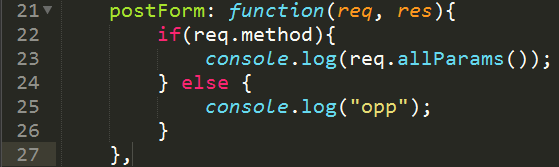 21 postForm: function(req, res){
22 if(req.method){
23 console.log(req.allParams());
24 } else {
25 console.log("opp");
26 }
27 },